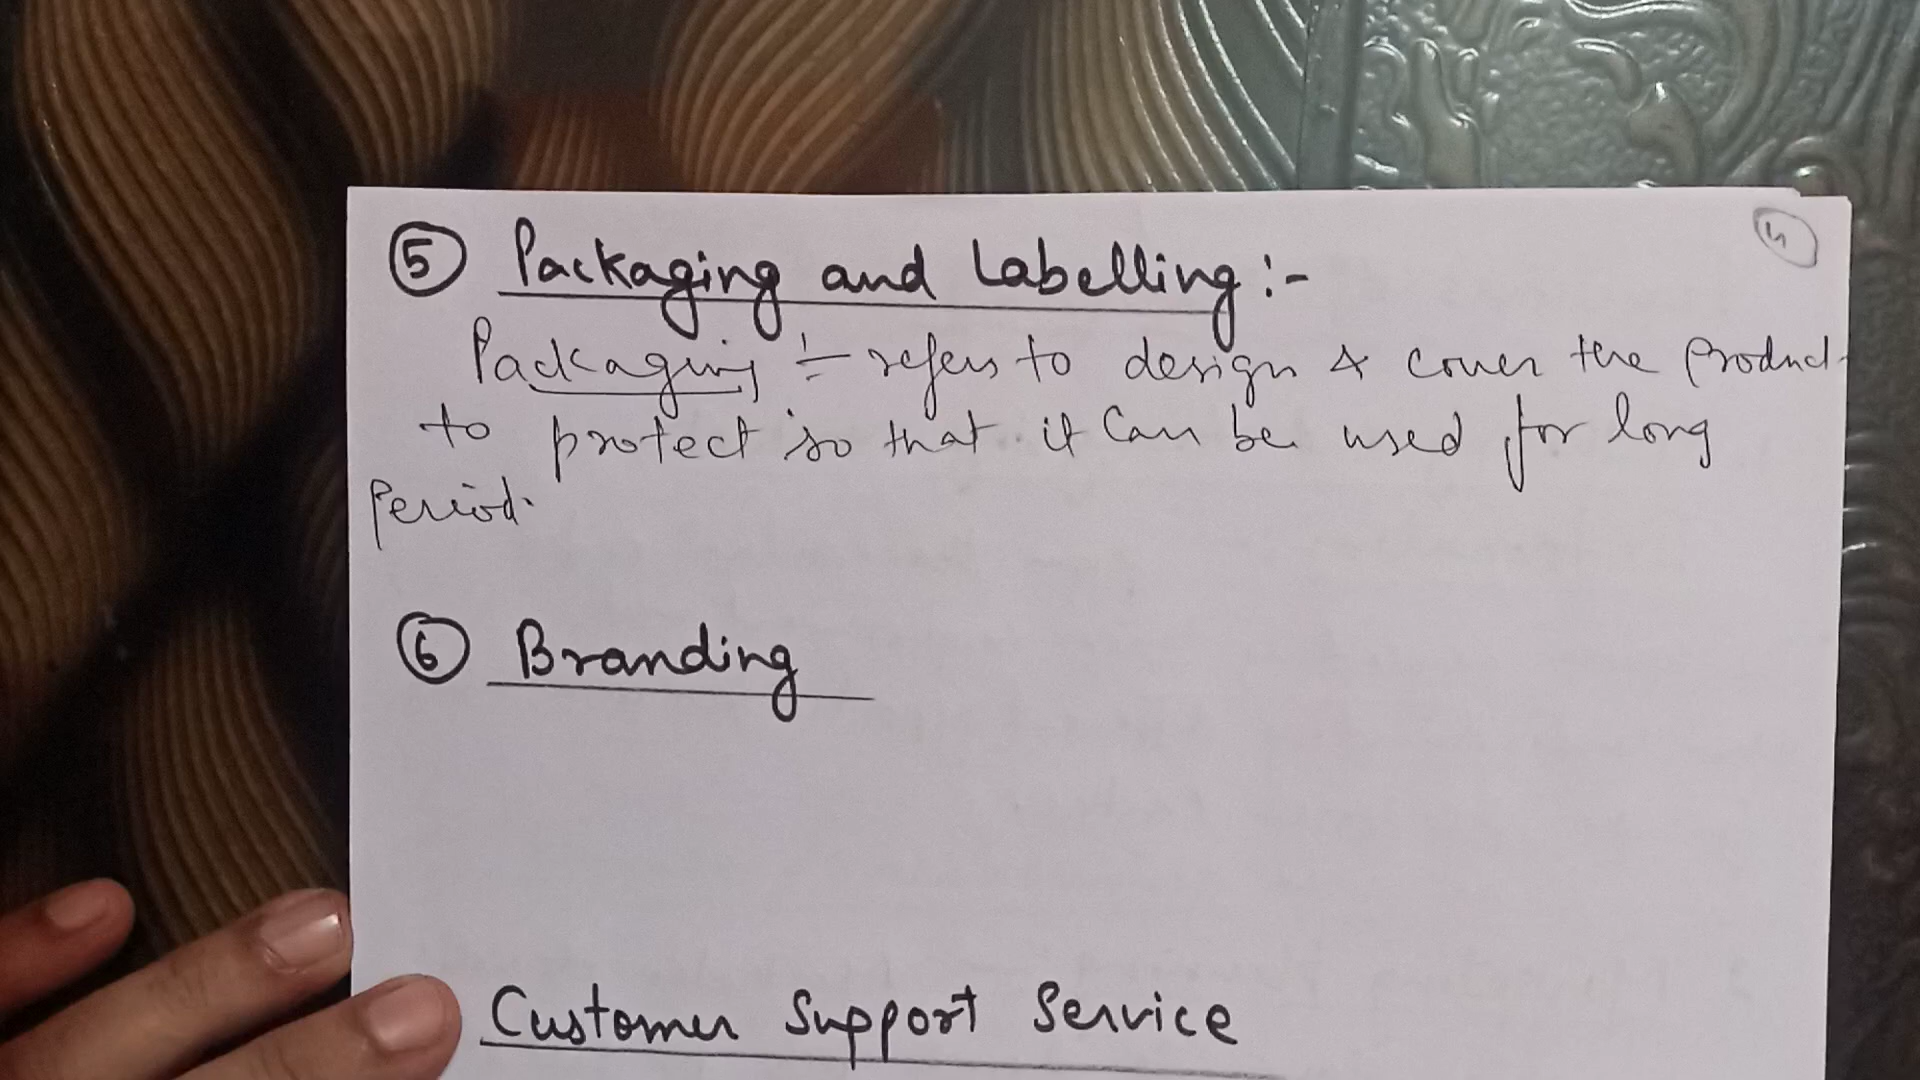 ⑤ Packaging and Labelling :-
4
Packaging :- refers to design & cover the product
to protect so that it can be used for long
Period.
⑥ Branding
Customer Support Service